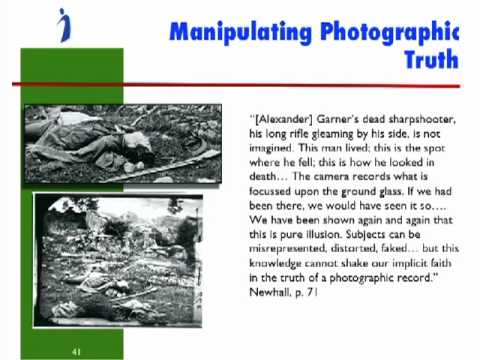 Manipulating Photographic
Truth
“[Alexander] Garner’s dead sharpshooter,
his long rifle gleaming by his side, is not
imagined. This man lived; this is the spot
where he fell; this is how he looked in
death… The camera records what is
focussed upon the ground glass. If we had
been there, we would have seen it so….
We have been shown again and again that
this is pure illusion. Subjects can be
misrepresented, distorted, faked… but this
knowledge cannot shake our implicit faith
in the truth of a photographic record.”
Newhall, p. 71
41